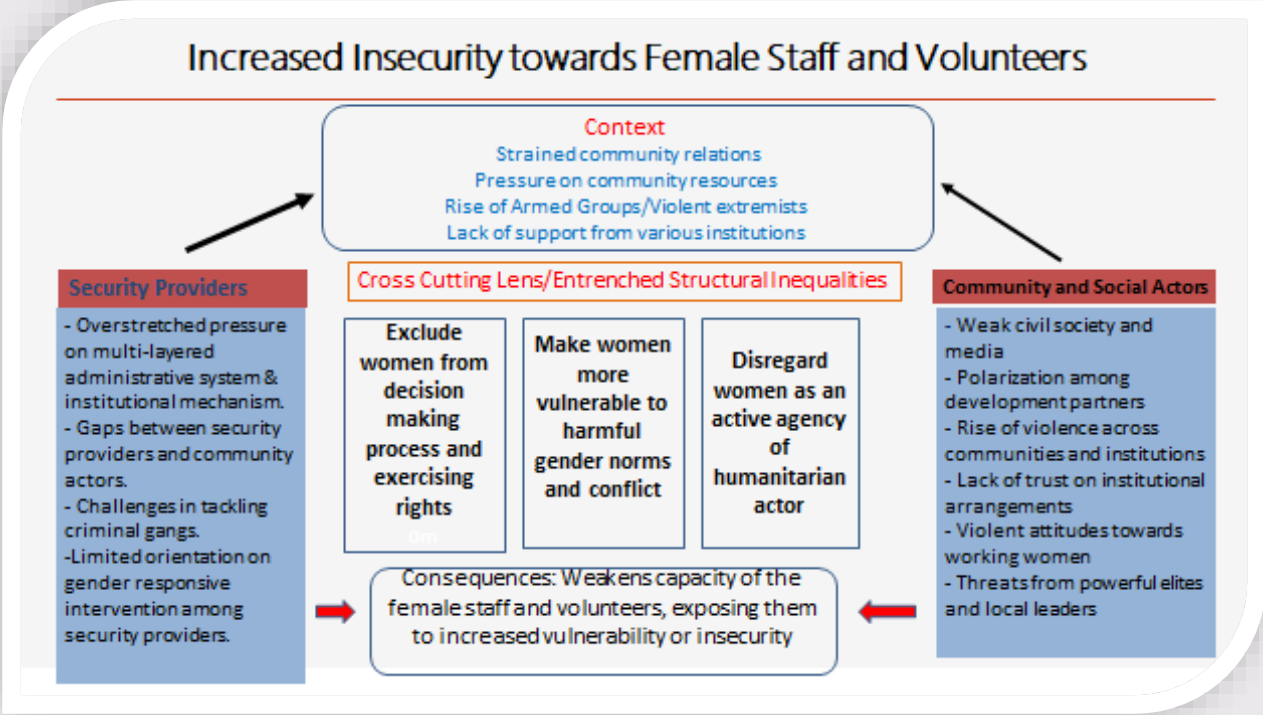 Increased Insecurity towards Female Staff and Volunteers
Context
Strained community relations
Pressure on community resources
Rise of Armed Groups/Violent extremists
Lack of support from various institutions
Security Providers
- Overstretched pressure
on multi-layered
administrative system &
institutional mechanism.
- Gaps between security
providers and community
actors.
- Challenges in tackling
criminal gangs.
-Limited orientation on
gender responsive
intervention among
security providers.
Cross Cutting Lens/Entrenched Structural Inequalities
Exclude
women from
decision
making
process and
exercising
rights
0m
Make women
more
vulnerable to
harmful
gender norms
and conflict
Disregard
women as an
active agency
of
humanitarian
actor
Community and Social Actors
- Weak civil society and
media
- Polarization among
development partners
- Rise of violence across
communities and institutions
- Lack of trust on institutional
arrangements
- Violent attitudes towards
working women
- Threats from powerful elites
and local leaders
Consequences: Weakens capacity of the
female staff and volunteers, exposing them
to increased vulnerability or insecurity